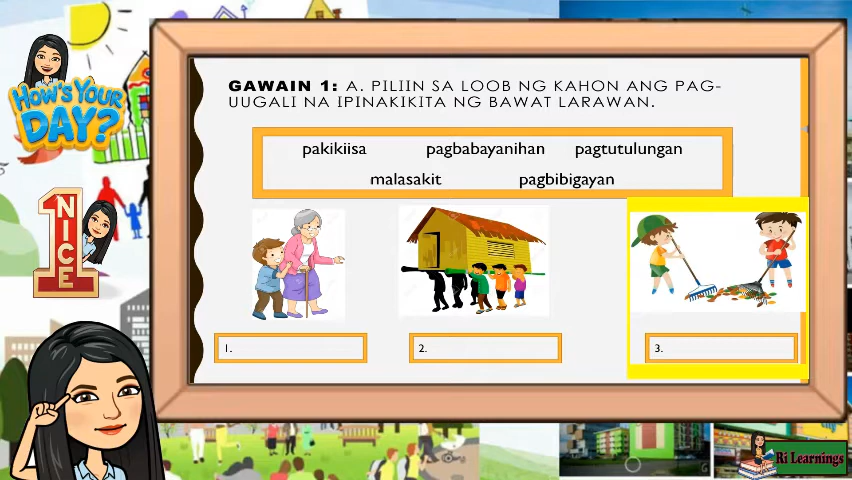 HOW'S YOUR
DAY?
NICE
1
GAWAIN 1: A. PILIIN SA LOOB NG KAHON ANG PAG-
UUGALI NA IPINAKIKITA NG BAWAT LARAWAN.
pakikiisa pagbabayanihan pagtutulungan
malasakit pagbibigayan
1. 2. 3.
Ri Learnings